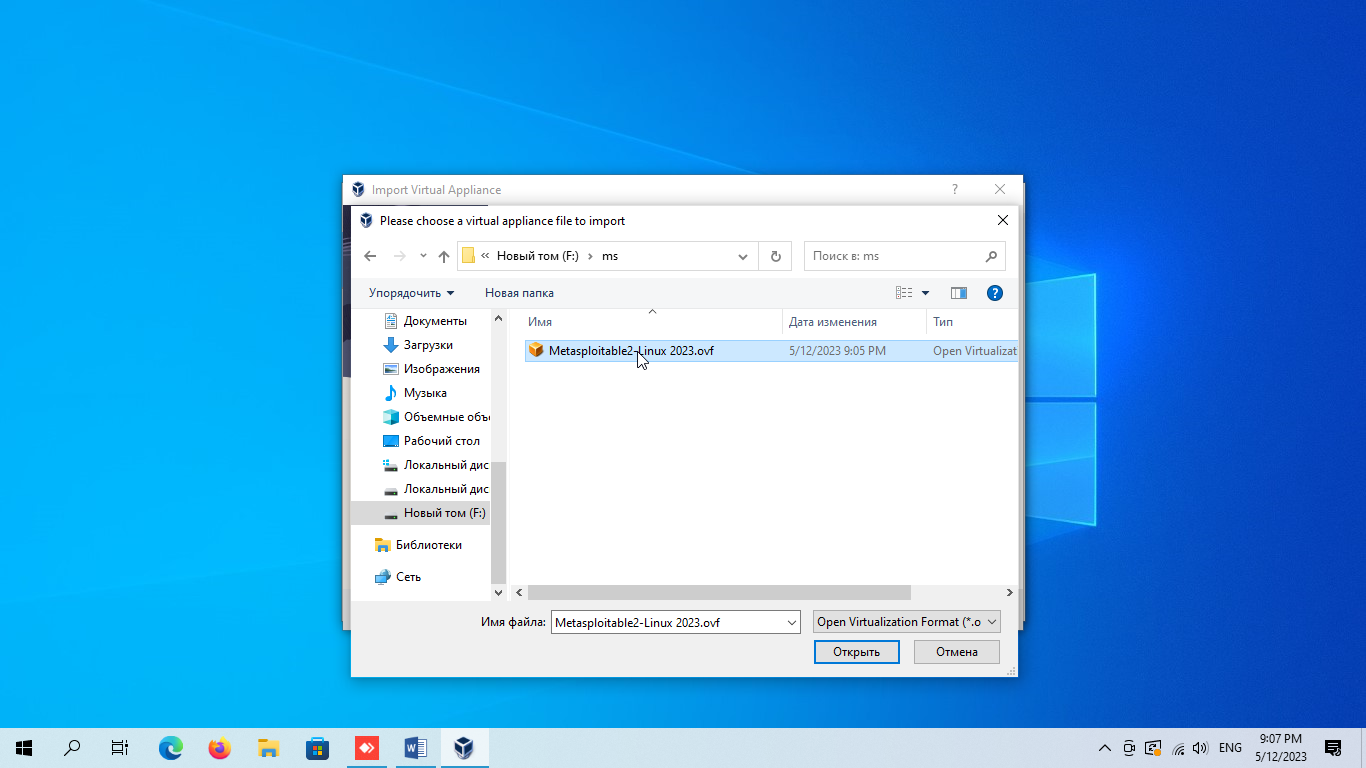 Import Virtual Appliance
?
Please choose a virtual appliance file to import
« Новый том (F:) › ms
Поиск в: ms
Упорядочить
Новая папка
?
Имя
Дата изменения
Тип
Документы
Загрузки
Изображения
Музыка
Объемные объ
Рабочий стол
Локальный дис
Локальный дис
Новый том (F:)
Библиотеки
Сеть
Metasploitable2-Linux 2023.ovf
5/12/2023 9:05 PM
Open Virtualizat
Имя файла:
Metasploitable2-Linux 2023.ovf
Open Virtualization Format (*.o
Открыть
Отмена
W
ENG
9:07 PM
5/12/2023